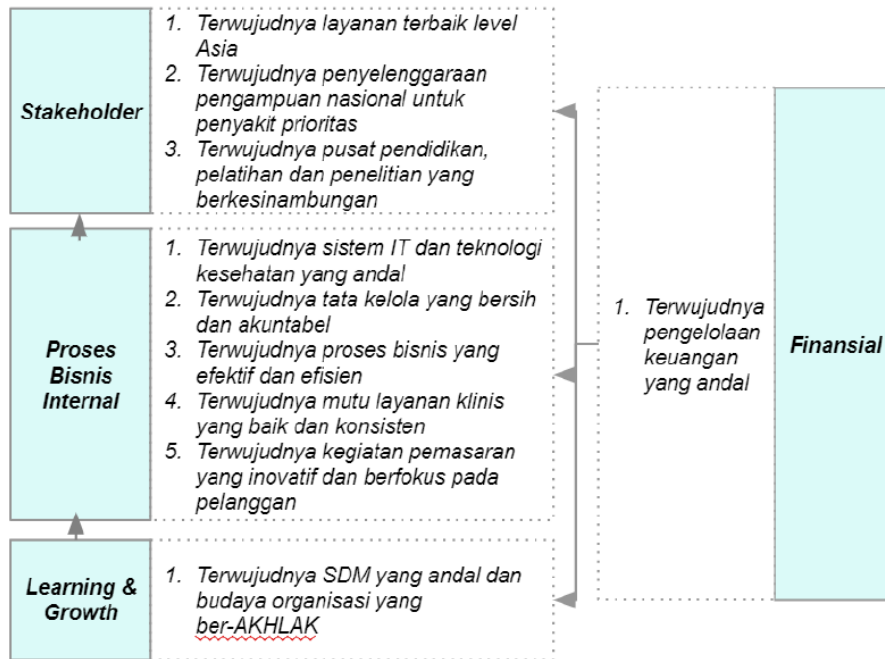 Stakeholder
1. Terwujudnya layanan terbaik level
Asia
2. Terwujudnya penyelenggaraan
pengampuan nasional untuk
penyakit prioritas
3. Terwujudnya pusat pendidikan,
pelatihan dan penelitian yang
berkesinambungan
Proses
Bisnis
Internal
1. Terwujudnya sistem IT dan teknologi
kesehatan yang andal
2. Terwujudnya tata kelola yang bersih
dan akuntabel
3. Terwujudnya proses bisnis yang
efektif dan efisien
4. Terwujudnya mutu layanan klinis
yang baik dan konsisten
5. Terwujudnya kegiatan pemasaran
yang inovatif dan berfokus pada
pelanggan
Learning &
Growth
1. Terwujudnya SDM yang andal dan
budaya organisasi yang
ber-AKHLAK
1. Terwujudnya
pengelolaan
keuangan
yang andal
Finansial